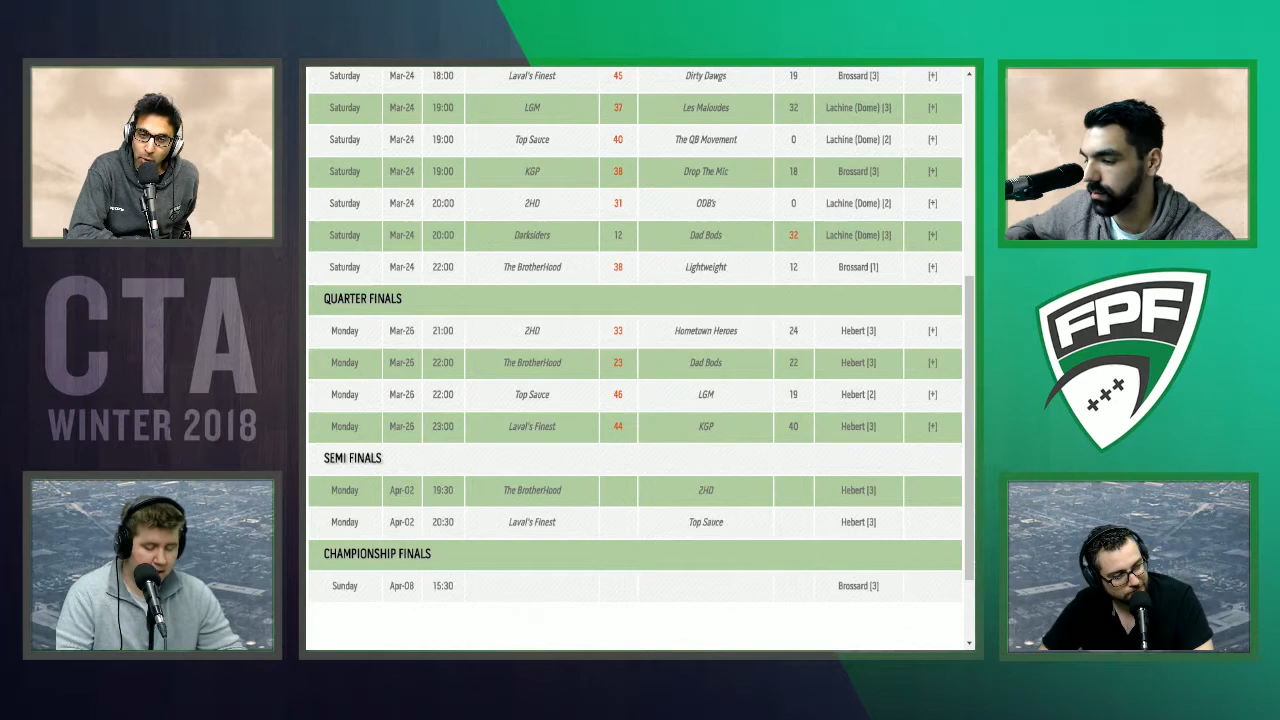 Saturday Mar-24 18:00 Laval's Finest 45 Dirty Dawgs 19 Brossard [3] [+]
Saturday Mar-24 19:00 LGM 37 Les Maloudes 32 Lachine (Dome) [3] [+]
Saturday Mar-24 19:00 Top Sauce 40 The QB Movement 0 Lachine (Dome) [2] [+]
Saturday Mar-24 19:00 KGP 38 Drop The Mic 18 Brossard [3] [+]
Saturday Mar-24 20:00 2HD 31 ODB's 0 Lachine (Dome) [2] [+]
Saturday Mar-24 20:00 Darksiders 12 Dad Bods 32 Lachine (Dome) [3] [+]
Saturday Mar-24 22:00 The BrotherHood 38 Lightweight 12 Brossard [1] [+]
QUARTER FINALS
Monday Mar-26 21:00 2HD 33 Hometown Heroes 24 Hebert [3] [+]
Monday Mar-26 22:00 The BrotherHood 23 Dad Bods 22 Hebert [3] [+]
Monday Mar-26 22:00 Top Sauce 46 LGM 19 Hebert [2] [+]
Monday Mar-26 23:00 Laval's Finest 44 KGP 40 Hebert [3] [+]
SEMI FINALS
Monday Apr-02 19:30 The BrotherHood 2HD Hebert [3]
Monday Apr-02 20:30 Laval's Finest Top Sauce Hebert [3]
CHAMPIONSHIP FINALS
Sunday Apr-08 15:30 Brossard [3]
CTA
WINTER 2018
FPF